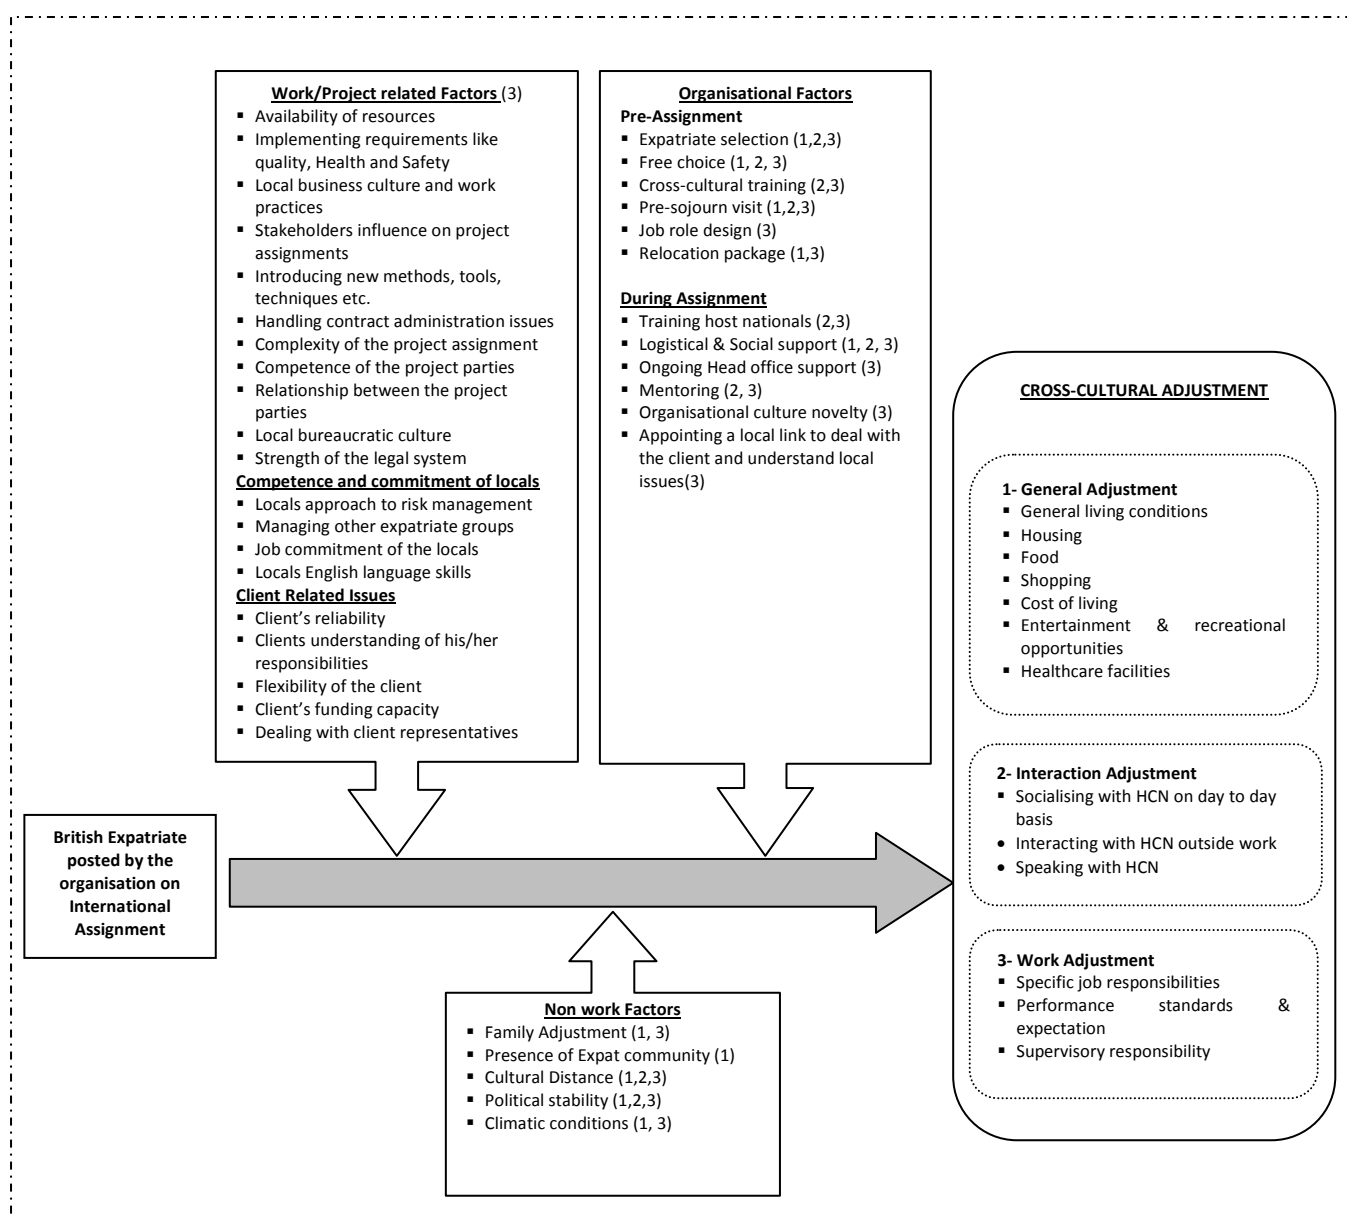 Work/Project related Factors (3)
▪ Availability of resources
▪ Implementing requirements like
quality, Health and Safety
▪ Local business culture and work
practices
▪ Stakeholders influence on project
assignments
▪ Introducing new methods, tools,
techniques etc.
▪ Handling contract administration issues
▪ Complexity of the project assignment
▪ Competence of the project parties
▪ Relationship between the project
parties
▪ Local bureaucratic culture
▪ Strength of the legal system
Competence and commitment of locals
▪ Locals approach to risk management
▪ Managing other expatriate groups
▪ Job commitment of the locals
▪ Locals English language skills
Client Related Issues
▪ Client's reliability
▪ Clients understanding of his/her
responsibilities
▪ Flexibility of the client
▪ Client's funding capacity
▪ Dealing with client representatives
Organisational Factors
Pre-Assignment
▪ Expatriate selection (1,2,3)
▪ Free choice (1, 2, 3)
▪ Cross-cultural training (2,3)
▪ Pre-sojourn visit (1,2,3)
▪ Job role design (3)
▪ Relocation package (1,3)
During Assignment
▪ Training host nationals (2,3)
▪ Logistical & Social support (1, 2, 3)
▪ Ongoing Head office support (3)
▪ Mentoring (2, 3)
▪ Organisational culture novelty (3)
▪ Appointing a local link to deal with
the client and understand local
issues(3)
British Expatriate
posted by the
organisation on
International
Assignment
Non work Factors
▪ Family Adjustment (1, 3)
▪ Presence of Expat community (1)
▪ Cultural Distance (1,2,3)
▪ Political stability (1,2,3)
▪ Climatic conditions (1, 3)
CROSS-CULTURAL ADJUSTMENT
1- General Adjustment
▪ General living conditions
▪ Housing
▪ Food
▪ Shopping
▪ Cost of living
▪ Entertainment & recreational
opportunities
▪ Healthcare facilities
2- Interaction Adjustment
▪ Socialising with HCN on day to day
basis
• Interacting with HCN outside work
• Speaking with HCN
3- Work Adjustment
▪ Specific job responsibilities
▪ Performance standards &
expectation
▪ Supervisory responsibility